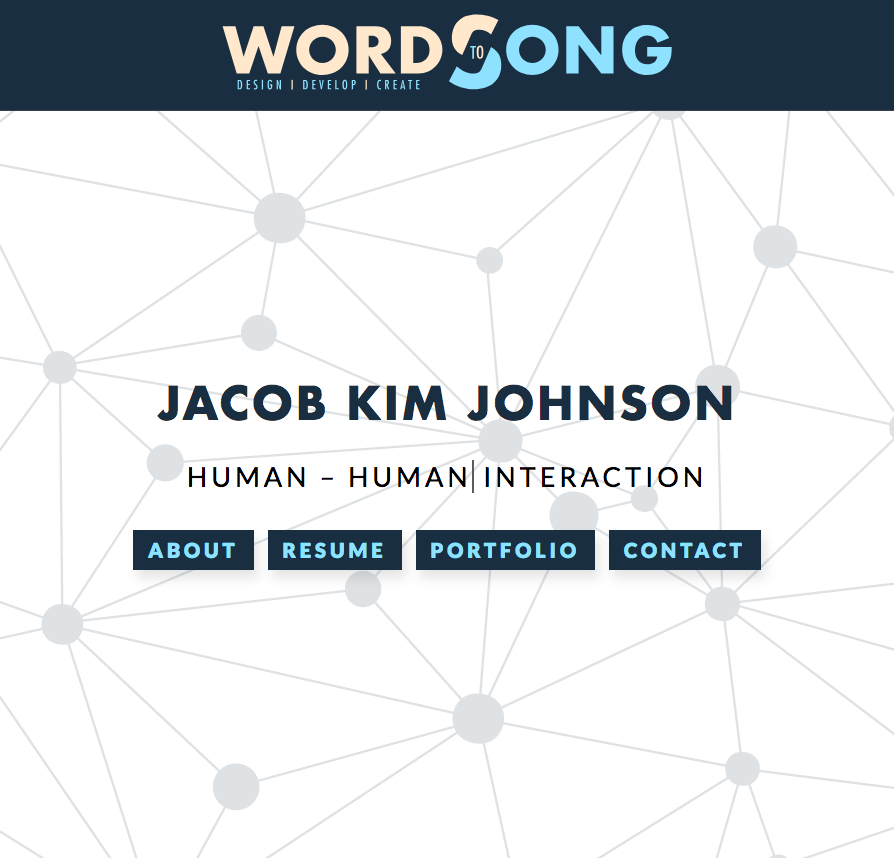 WORD TO SONG
DESIGN | DEVELOP | CREATE
JACOB KIM JOHNSON
HUMAN – HUMAN| INTERACTION
ABOUT RESUME PORTFOLIO CONTACT